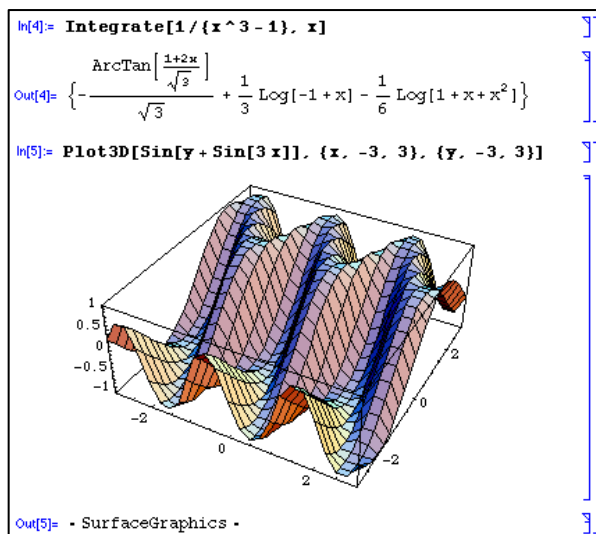 In[4]:= Integrate[1/{x^3-1}, x]
Out[4]= {-ArcTan[(1+2x)/√3]/√3 + 1/3 Log[-1+x] - 1/6 Log[1+x+x²]}
In[5]:= Plot3D[Sin[y+Sin[3 x]], {x, -3, 3}, {y, -3, 3}]
1
0.5
0
-0.5
-1
-2
0
2
-2
0
2
Out[5]= - SurfaceGraphics -